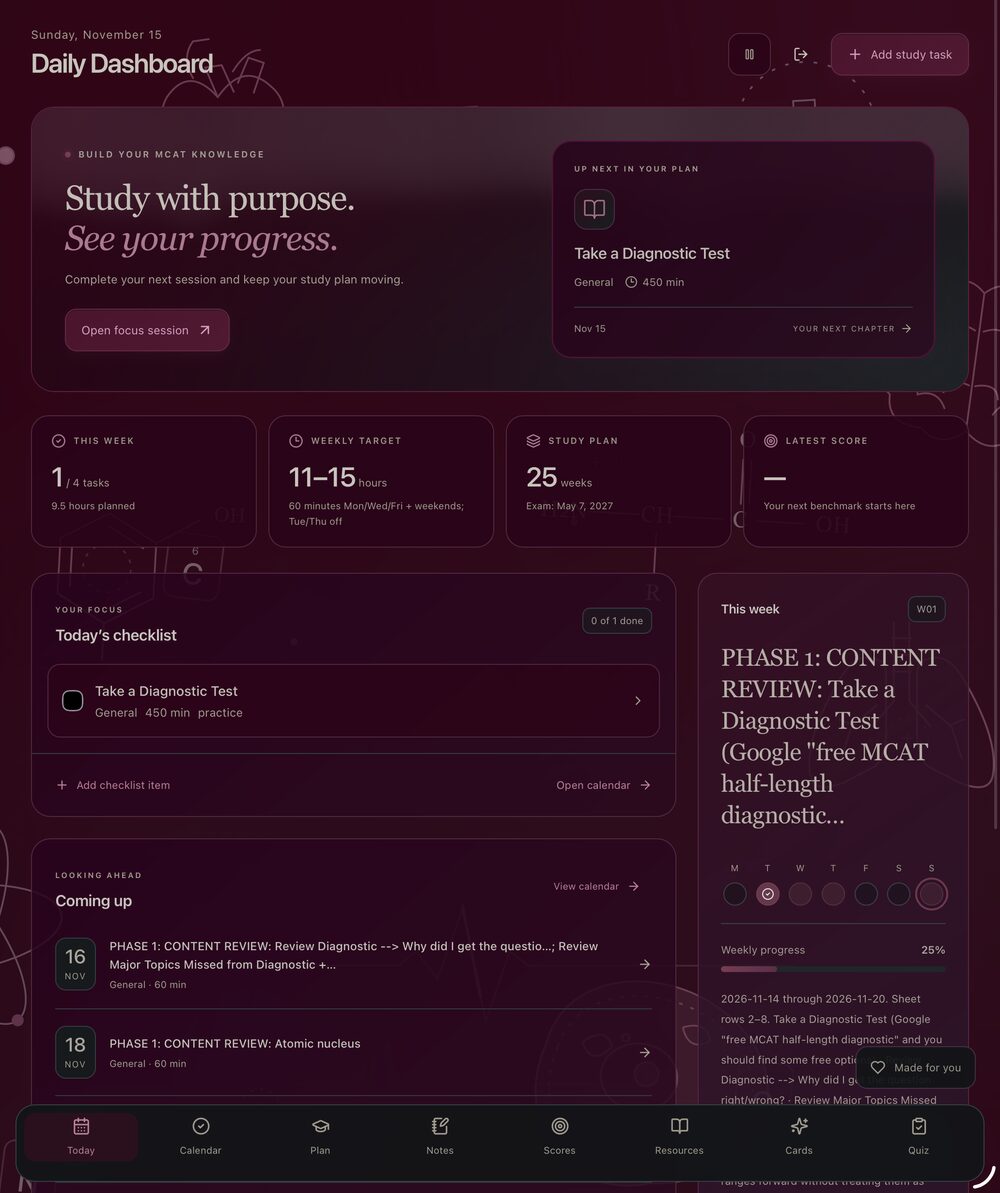 Sunday, November 15
Daily Dashboard
Add study task
BUILD YOUR MCAT KNOWLEDGE
Study with purpose.
See your progress.
Complete your next session and keep your study plan moving.
Open focus session
UP NEXT IN YOUR PLAN
Take a Diagnostic Test
General 450 min
Nov 15
YOUR NEXT CHAPTER
THIS WEEK
1 / 4 tasks
9.5 hours planned
WEEKLY TARGET
11–15 hours
60 minutes Mon/Wed/Fri + weekends;
Tue/Thu off
STUDY PLAN
25 weeks
Exam: May 7, 2027
LATEST SCORE
—
Your next benchmark starts here
OH
CH
C
OH
6
C
R
H
YOUR FOCUS
Today's checklist
0 of 1 done
Take a Diagnostic Test
General 450 min practice
Add checklist item
Open calendar
LOOKING AHEAD
Coming up
View calendar
16
NOV
PHASE 1: CONTENT REVIEW: Review Diagnostic --> Why did I get the questio...; Review
Major Topics Missed from Diagnostic +...
General · 60 min
18
NOV
PHASE 1: CONTENT REVIEW: Atomic nucleus
General · 60 min
This week
W01
PHASE 1: CONTENT
REVIEW: Take a
Diagnostic Test
(Google "free MCAT
half-length
diagnostic...
M T W T F S S
Weekly progress 25%
2026-11-14 through 2026-11-20. Sheet
rows 2–8. Take a Diagnostic Test (Google
"free MCAT half-length diagnostic" and you
should find some free
Diagnostic --> Why did I
right/wrong? · Review Major Topics Missed
ranges forward without treating them as
Made for you
Today
Calendar
Plan
Notes
Scores
Resources
Cards
Quiz